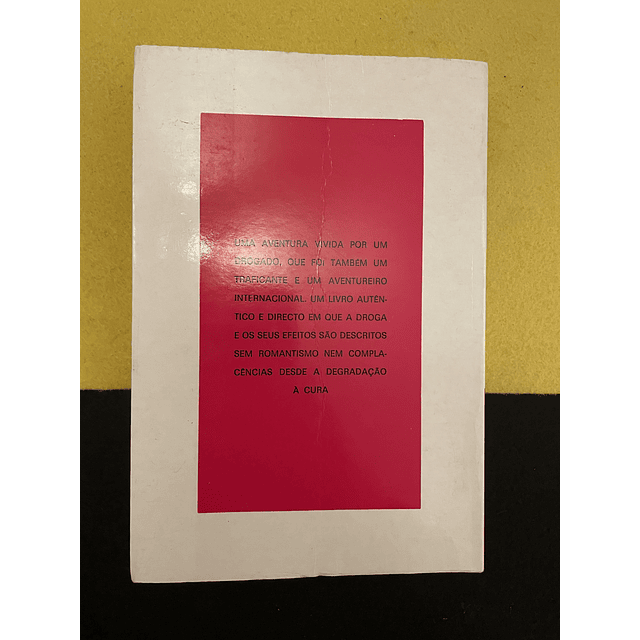 UMA AVENTURA VIVIDA POR UM
DROGADO, QUE FOI TAMBÉM UM
TRAFICANTE E UM AVENTUREIRO
INTERNACIONAL. UM LIVRO AUTÊN-
TICO E DIRECTO EM QUE A DROGA
E OS SEUS EFEITOS SÃO DESCRITOS
SEM ROMANTISMO NEM COMPLA-
CÊNCIAS DESDE A DEGRADAÇÃO
À CURA